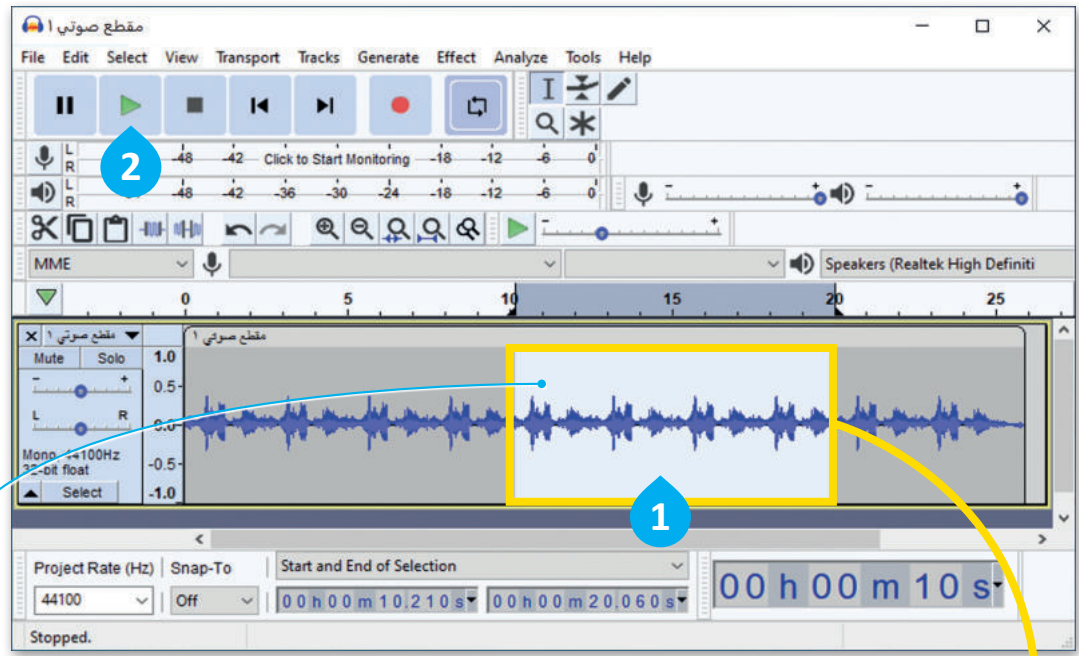 مقطع صوتي ١
File Edit Select View Transport Tracks Generate Effect Analyze Tools Help
2
L -48 -42 Click to Start Monitoring -18 -12 -6 0
R
L -48 -42 -36 -30 -24 -18 -12 -6 0 - + - +
R
- +
MME Speakers (Realtek High Definiti
0 5 10 15 20 25
مقطع صوتي ١ مقطع صوتي ١
Mute Solo 1.0
- + 0.5
L R 0.0
Mono, 44100Hz
32-bit float -0.5
Select -1.0
1
Project Rate (Hz) Snap-To Start and End of Selection
44100 Off 00 h 00 m 10.210 s 00 h 00 m 20.060 s 00 h 00 m 10 s
Stopped.